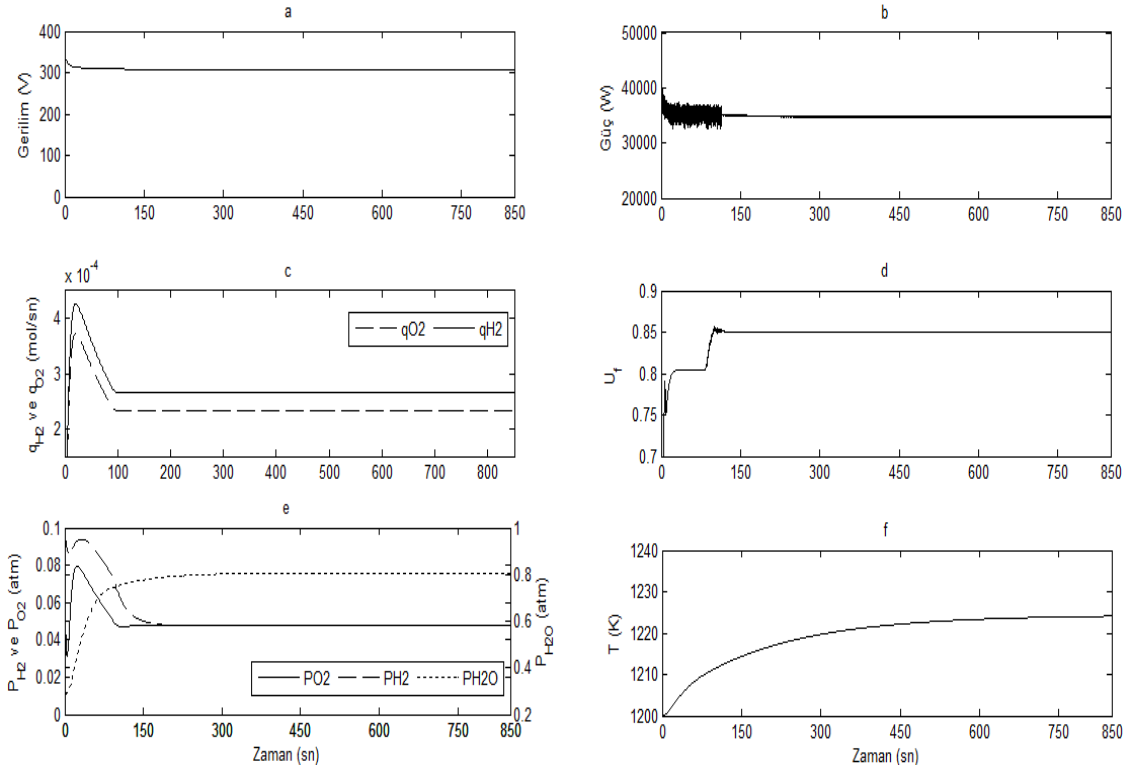 a
400
300
200
100
0
Gerilim (V)
0 150 300 450 600 750 850
b
50000
40000
30000
20000
Güç (W)
0 150 300 450 600 750 850
x 10⁻⁴
c
4
3
2
q_H2 ve q_O2 (mol/sn)
qO2 qH2
0 100 200 300 400 500 600 700 800
d
0.9
0.85
0.8
0.75
0.7
U_f
0 150 300 450 600 750 850
e
0.1
0.08
0.06
0.04
0.02
0
P_H2 ve P_O2 (atm)
1
0.8
0.6
0.4
0.2
P_H2O (atm)
PO2 PH2 PH2O
0 150 300 450 600 750 850
Zaman (sn)
f
1240
1230
1220
1210
1200
T (K)
0 150 300 450 600 750 850
Zaman (sn)